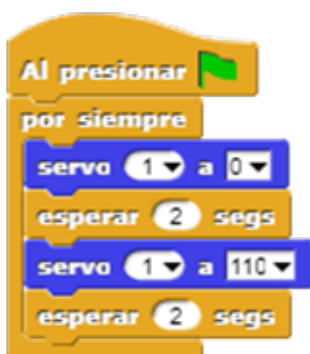 Al presionar
por siempre
servo 1 a 0
esperar 2 segs
servo 1 a 110
esperar 2 segs